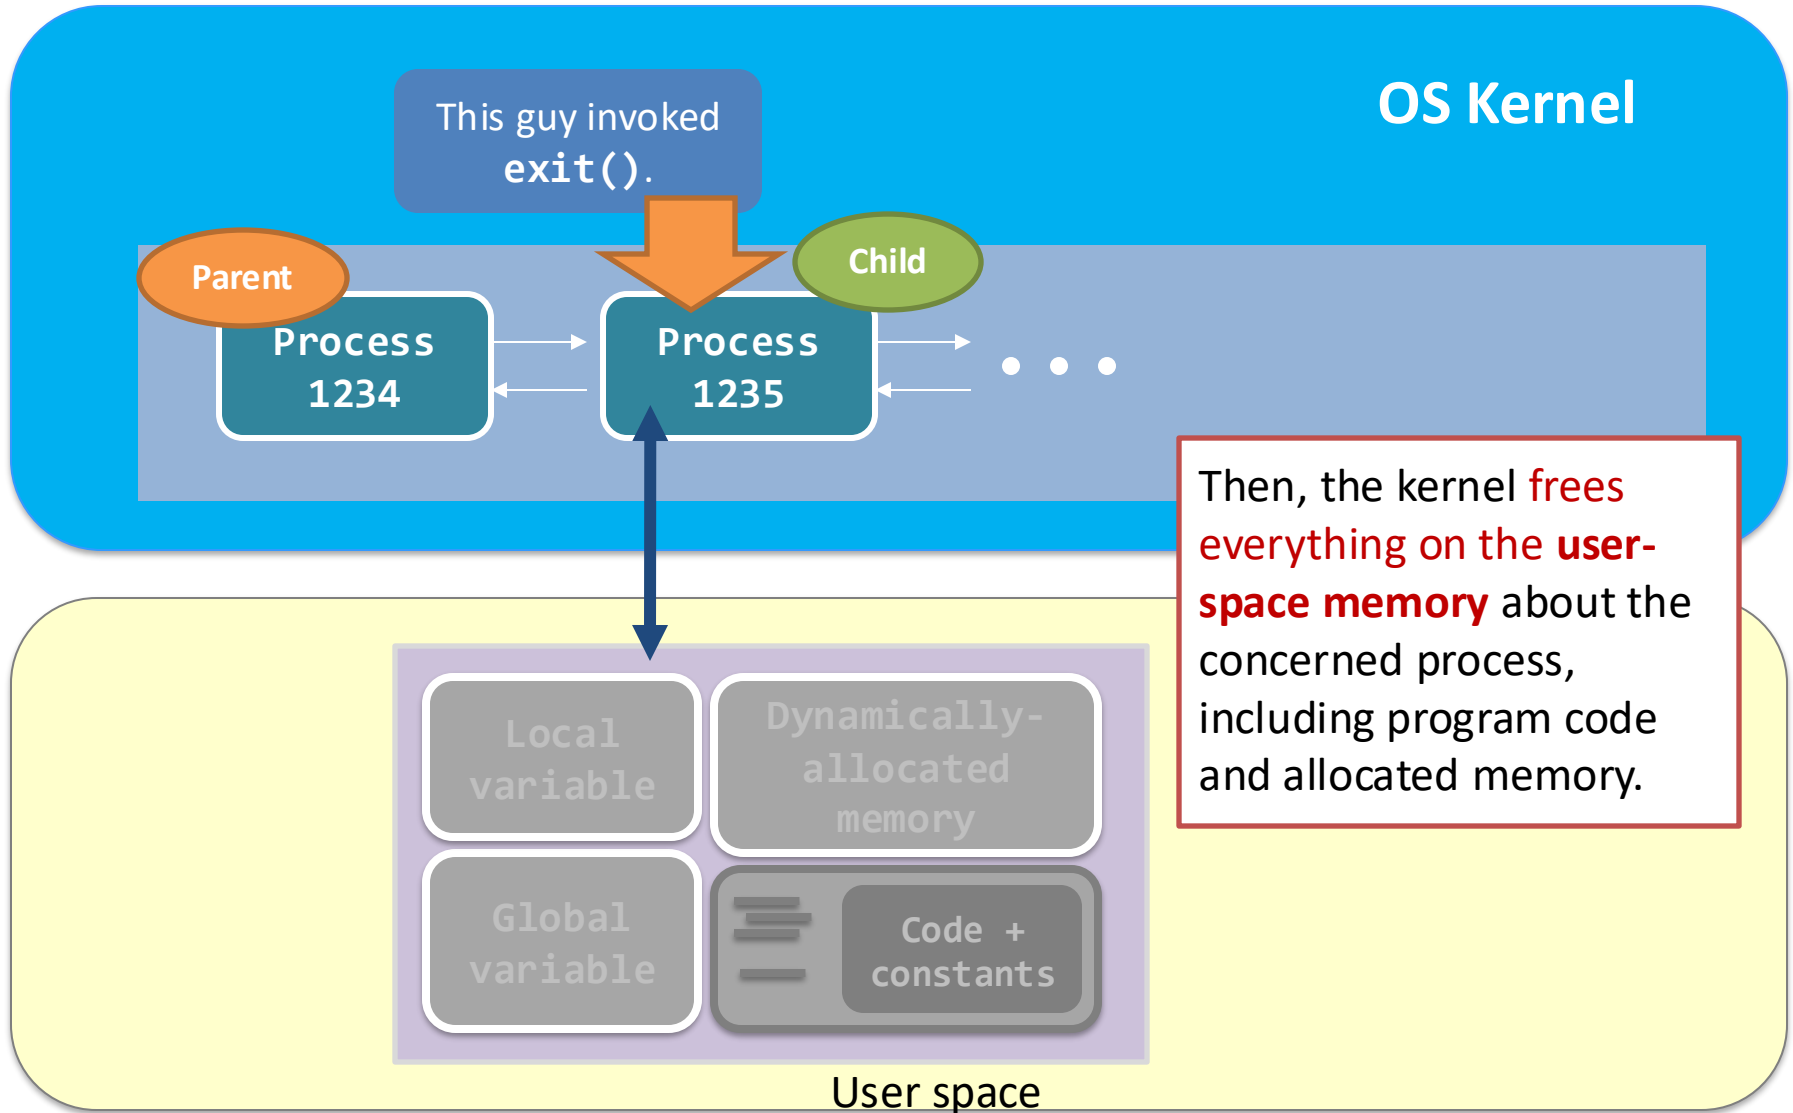 OS Kernel
This guy invoked
exit().
Parent
Child
Process
1234
Process
1235
Then, the kernel frees
everything on the user-
space memory about the
concerned process,
including program code
and allocated memory.
Local
variable
Dynamically-
allocated
memory
Global
variable
Code +
constants
User space